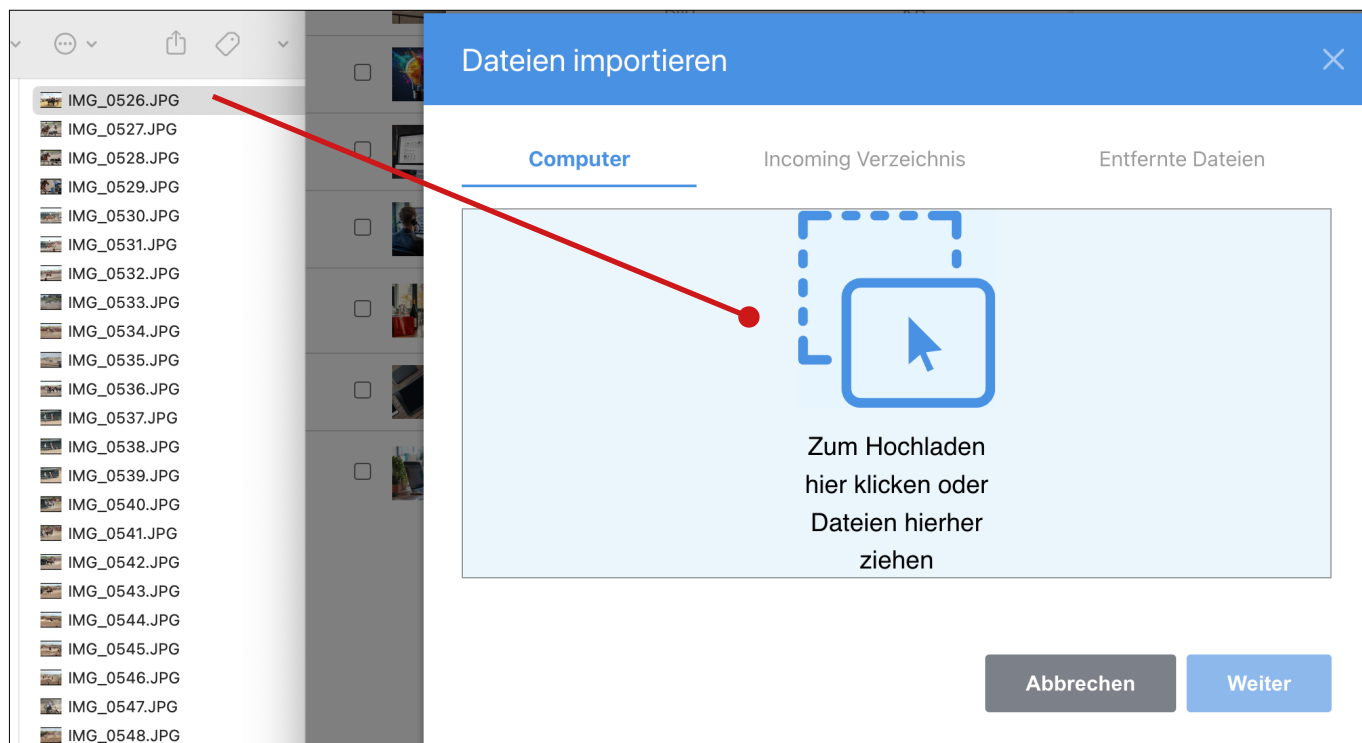 IMG_0526.JPG
IMG_0527.JPG
IMG_0528.JPG
IMG_0529.JPG
IMG_0530.JPG
IMG_0531.JPG
IMG_0532.JPG
IMG_0533.JPG
IMG_0534.JPG
IMG_0535.JPG
IMG_0536.JPG
IMG_0537.JPG
IMG_0538.JPG
IMG_0539.JPG
IMG_0540.JPG
IMG_0541.JPG
IMG_0542.JPG
IMG_0543.JPG
IMG_0544.JPG
IMG_0545.JPG
IMG_0546.JPG
IMG_0547.JPG
IMG_0548.JPG
Dateien importieren
Computer Incoming Verzeichnis Entfernte Dateien
Zum Hochladen
hier klicken oder
Dateien hierher
ziehen
Abbrechen Weiter